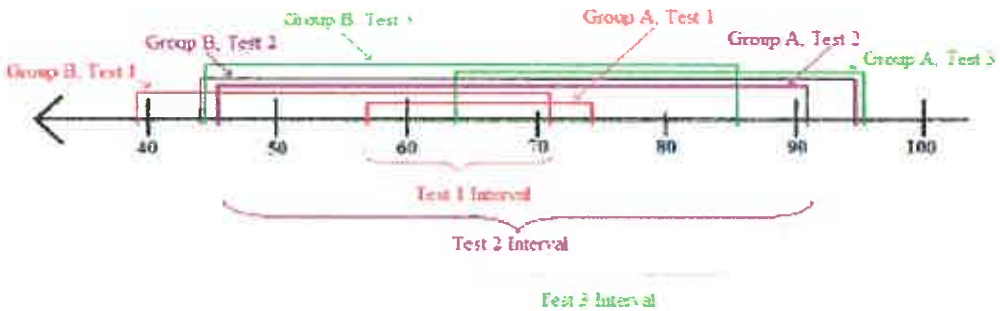 Group B, Test 3
Group A, Test 1
Group B, Test 2
Group A, Test 2
Group B, Test 1
Group A, Test 3
40 50 60 70 80 90 100
Test 1 Interval
Test 2 Interval
Test 3 Interval